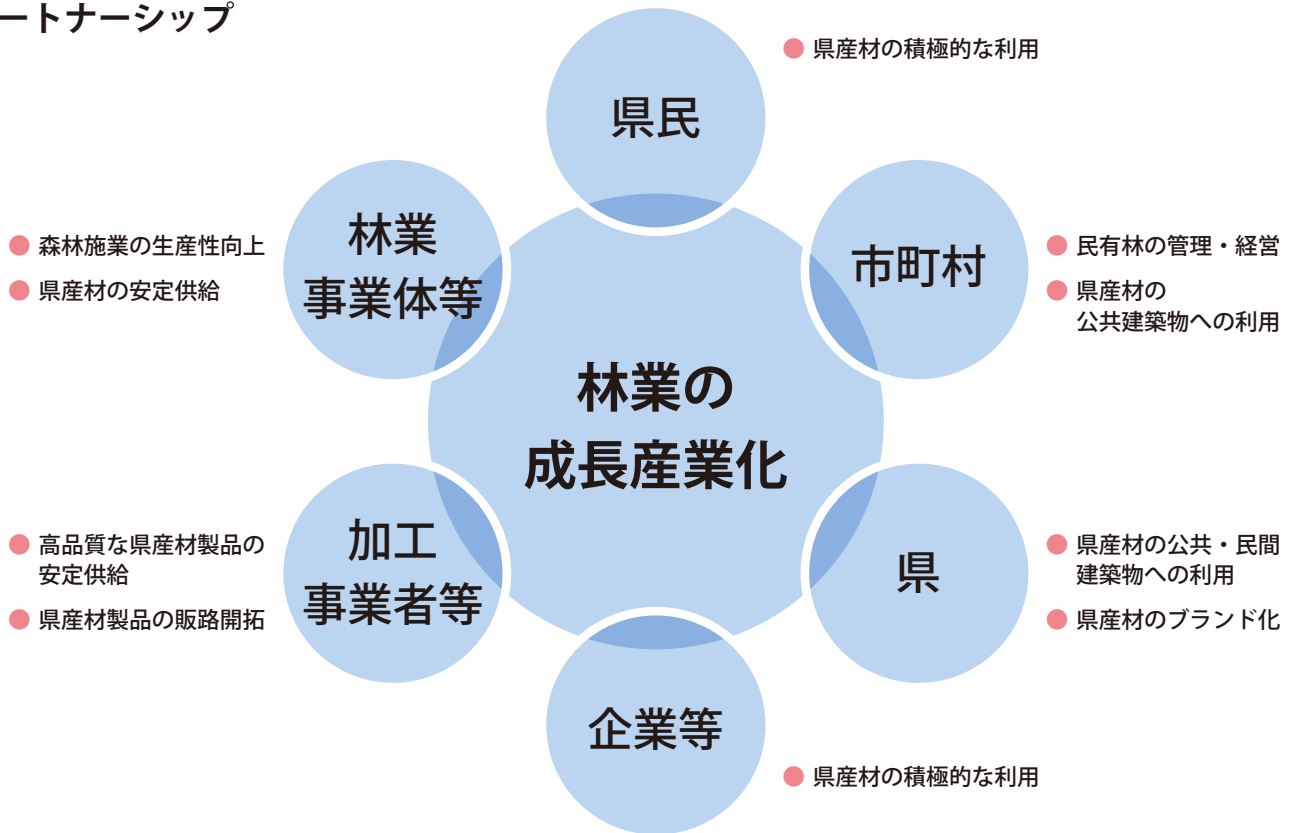 ートナーシップ
県民
● 県産材の積極的な利用
市町村
● 民有林の管理・経営
● 県産材の
公共建築物への利用
県
● 県産材の公共・民間
建築物への利用
● 県産材のブランド化
企業等
● 県産材の積極的な利用
加工
事業者等
● 高品質な県産材製品の
安定供給
● 県産材製品の販路開拓
林業
事業体等
● 森林施業の生産性向上
● 県産材の安定供給
林業の
成長産業化